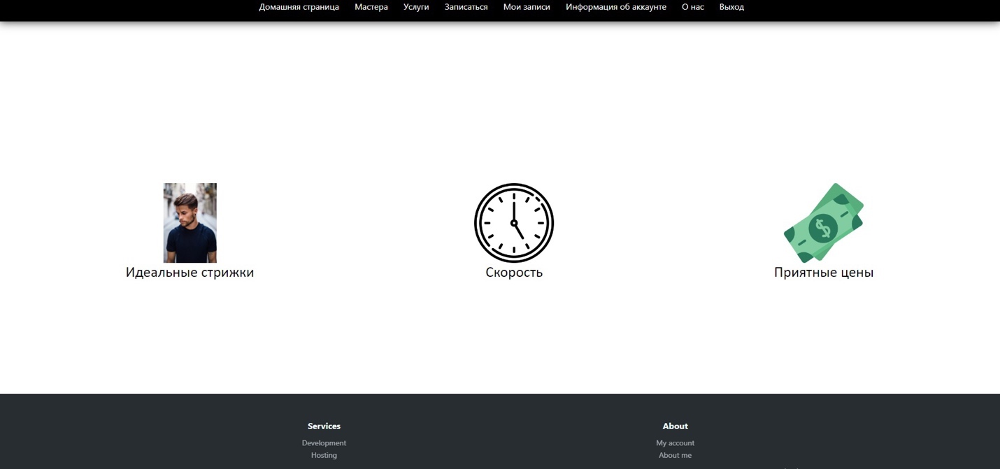 Домашняя страница Мастера Услуги Записаться Мои записи Информация об аккаунте О нас Выход
Идеальные стрижки Скорость Приятные цены
Services About
Development My account
Hosting About me